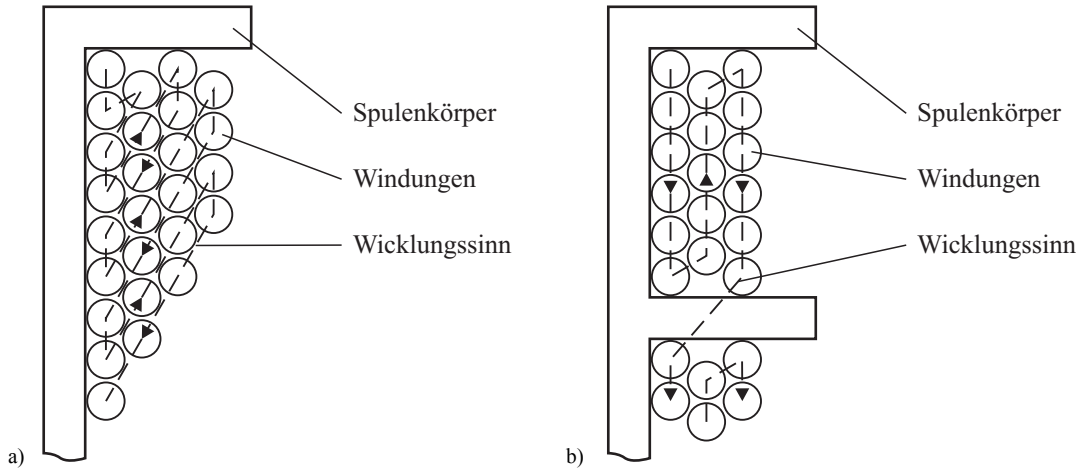 Spulenkörper
Windungen
Wicklungssinn
a)
Spulenkörper
Windungen
Wicklungssinn
b)